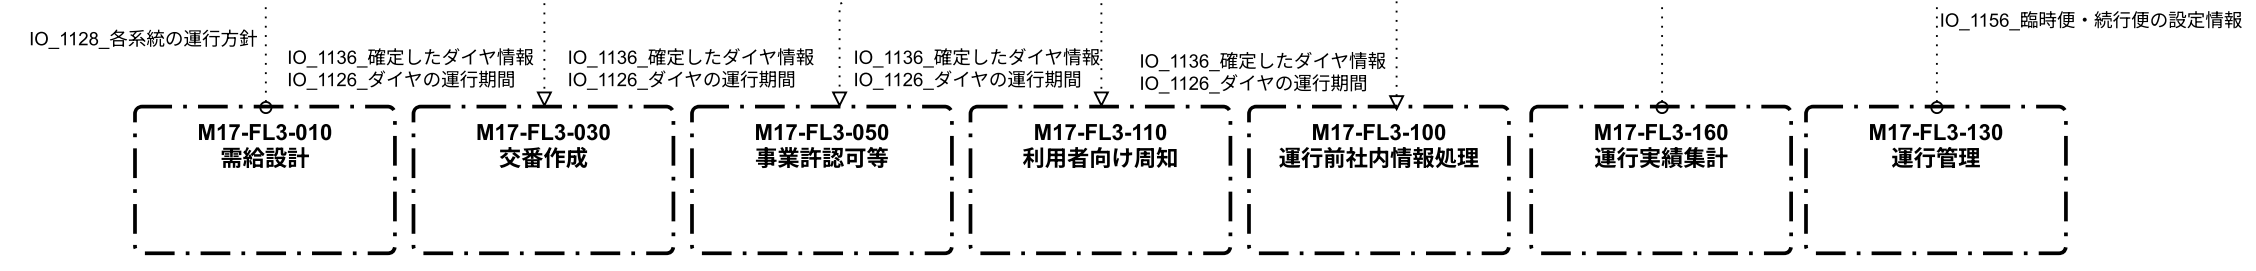 IO_1128_各系統の運行方針
IO_1136_確定したダイヤ情報
IO_1126_ダイヤの運行期間
IO_1136_確定したダイヤ情報
IO_1126_ダイヤの運行期間
IO_1136_確定したダイヤ情報
IO_1126_ダイヤの運行期間
IO_1136_確定したダイヤ情報
IO_1126_ダイヤの運行期間
IO_1156_臨時便・続行便の設定情報
M17-FL3-010
需給設計
M17-FL3-030
交番作成
M17-FL3-050
事業許認可等
M17-FL3-110
利用者向け周知
M17-FL3-100
運行前社内情報処理
M17-FL3-160
運行実績集計
M17-FL3-130
運行管理